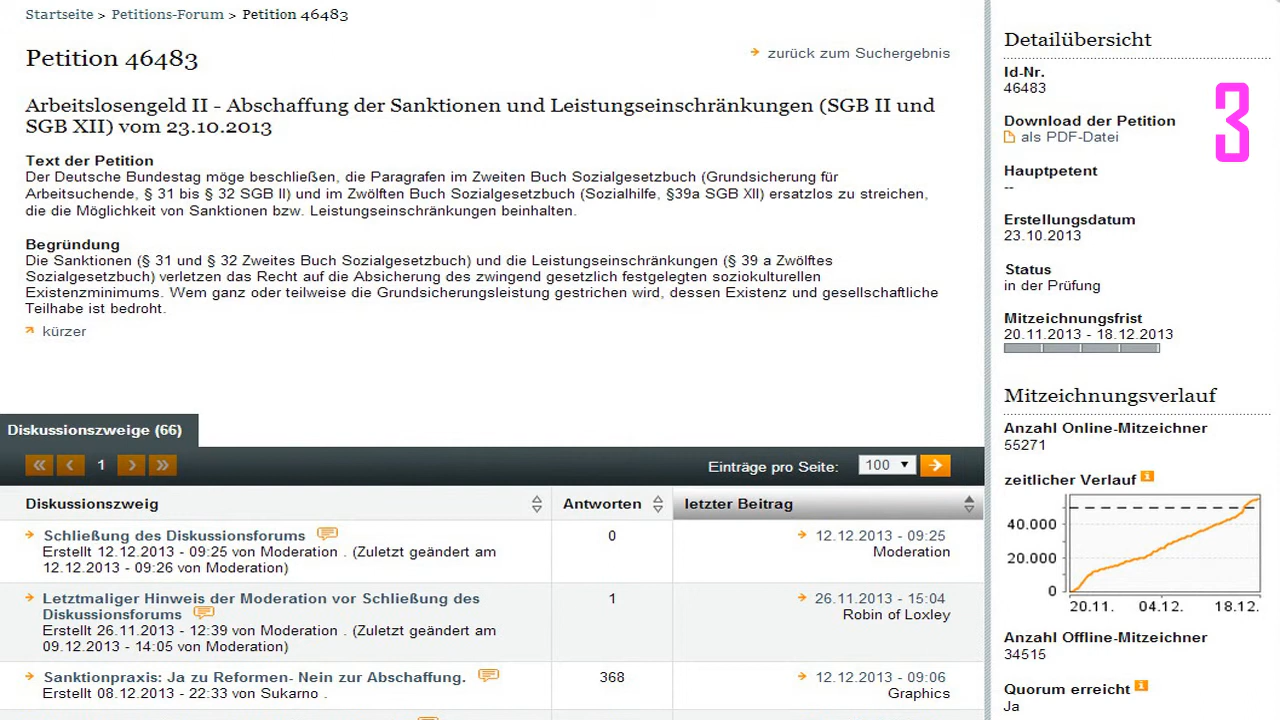 Startseite > Petitions-Forum > Petition 46483
Petition 46483
zurück zum Suchergebnis
Arbeitslosengeld II - Abschaffung der Sanktionen und Leistungseinschränkungen (SGB II und
SGB XII) vom 23.10.2013
Text der Petition
Der Deutsche Bundestag möge beschließen, die Paragrafen im Zweiten Buch Sozialgesetzbuch (Grundsicherung für
Arbeitsuchende, § 31 bis § 32 SGB II) und im Zwölften Buch Sozialgesetzbuch (Sozialhilfe, §39a SGB XII) ersatzlos zu streichen,
die die Möglichkeit von Sanktionen bzw. Leistungseinschränkungen beinhalten.
Begründung
Die Sanktionen (§ 31 und § 32 Zweites Buch Sozialgesetzbuch) und die Leistungseinschränkungen (§ 39 a Zwölftes
Sozialgesetzbuch) verletzen das Recht auf die Absicherung des zwingend gesetzlich festgelegten soziokulturellen
Existenzminimums. Wem ganz oder teilweise die Grundsicherungsleistung gestrichen wird, dessen Existenz und gesellschaftliche
Teilhabe ist bedroht.
kürzer
Diskussionszweige (66)
« ‹ 1 › »
Einträge pro Seite: 100
Diskussionszweig Antworten letzter Beitrag
Schließung des Diskussionsforums 0 12.12.2013 - 09:25
Erstellt 12.12.2013 - 09:25 von Moderation . (Zuletzt geändert am Moderation
12.12.2013 - 09:26 von Moderation)
Letztmaliger Hinweis der Moderation vor Schließung des 1 26.11.2013 - 15:04
Diskussionsforums Robin of Loxley
Erstellt 26.11.2013 - 12:39 von Moderation . (Zuletzt geändert am
09.12.2013 - 14:05 von Moderation)
Sanktionpraxis: Ja zu Reformen- Nein zur Abschaffung. 368 12.12.2013 - 09:06
Erstellt 08.12.2013 - 22:33 von Sukarno . Graphics
Detailübersicht
Id-Nr.
46483
3
Download der Petition
als PDF-Datei
Hauptpetent
--
Erstellungsdatum
23.10.2013
Status
in der Prüfung
Mitzeichnungsfrist
20.11.2013 - 18.12.2013
Mitzeichnungsverlauf
Anzahl Online-Mitzeichner
55271
zeitlicher Verlauf
40.000
20.000
0
20.11. 04.12. 18.12.
Anzahl Offline-Mitzeichner
34515
Quorum erreicht
Ja